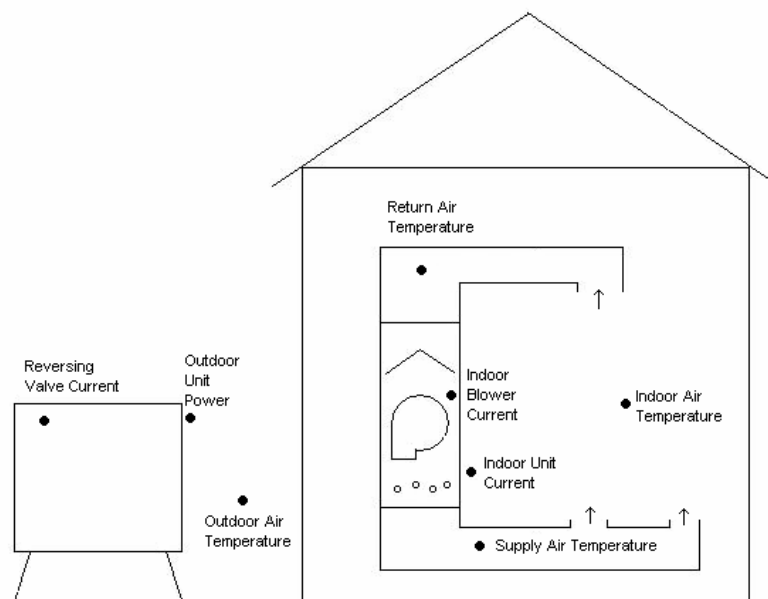 Return Air
Temperature
Reversing
Valve Current
Outdoor
Unit
Power
Indoor
Blower
Current
Indoor Air
Temperature
Indoor Unit
Current
Outdoor Air
Temperature
Supply Air Temperature